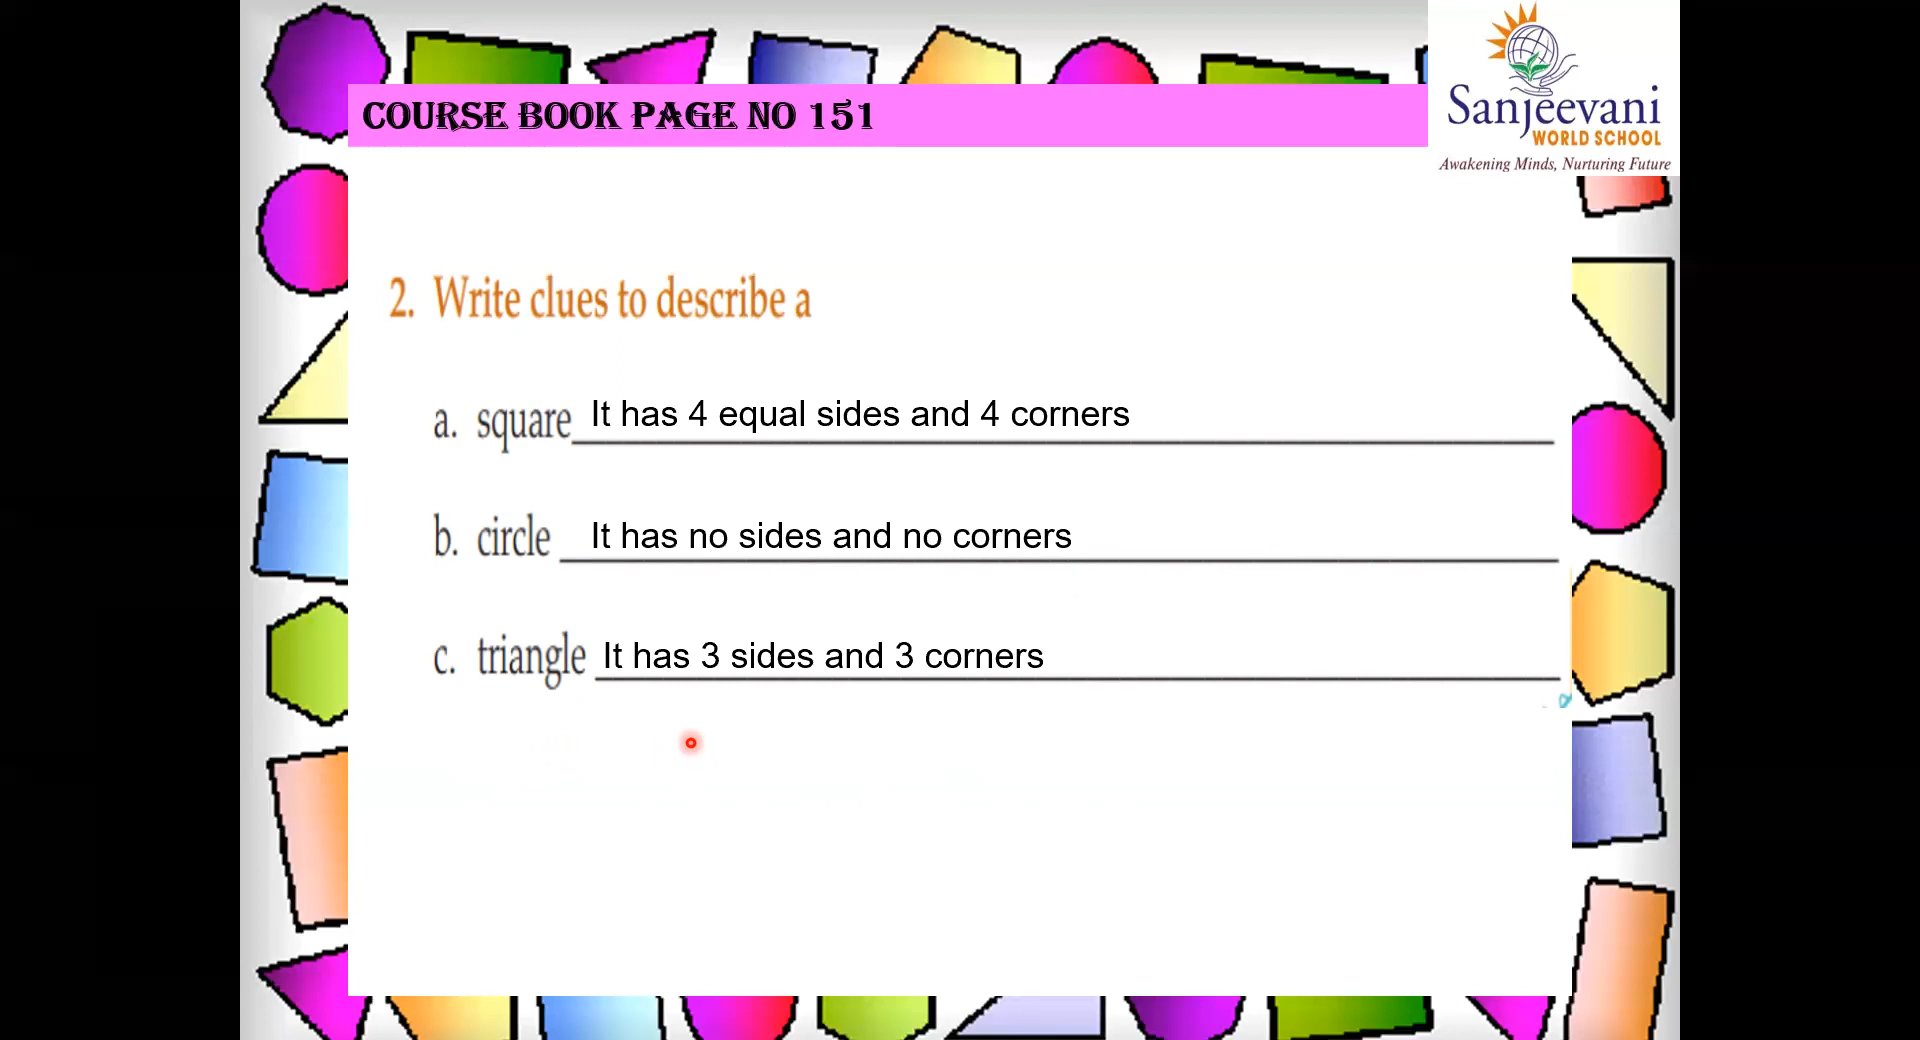 COURSE BOOK PAGE NO 151
Sanjeevani
WORLD SCHOOL
Awakening Minds, Nurturing Future
2. Write clues to describe a
a. square It has 4 equal sides and 4 corners
b. circle It has no sides and no corners
c. triangle It has 3 sides and 3 corners